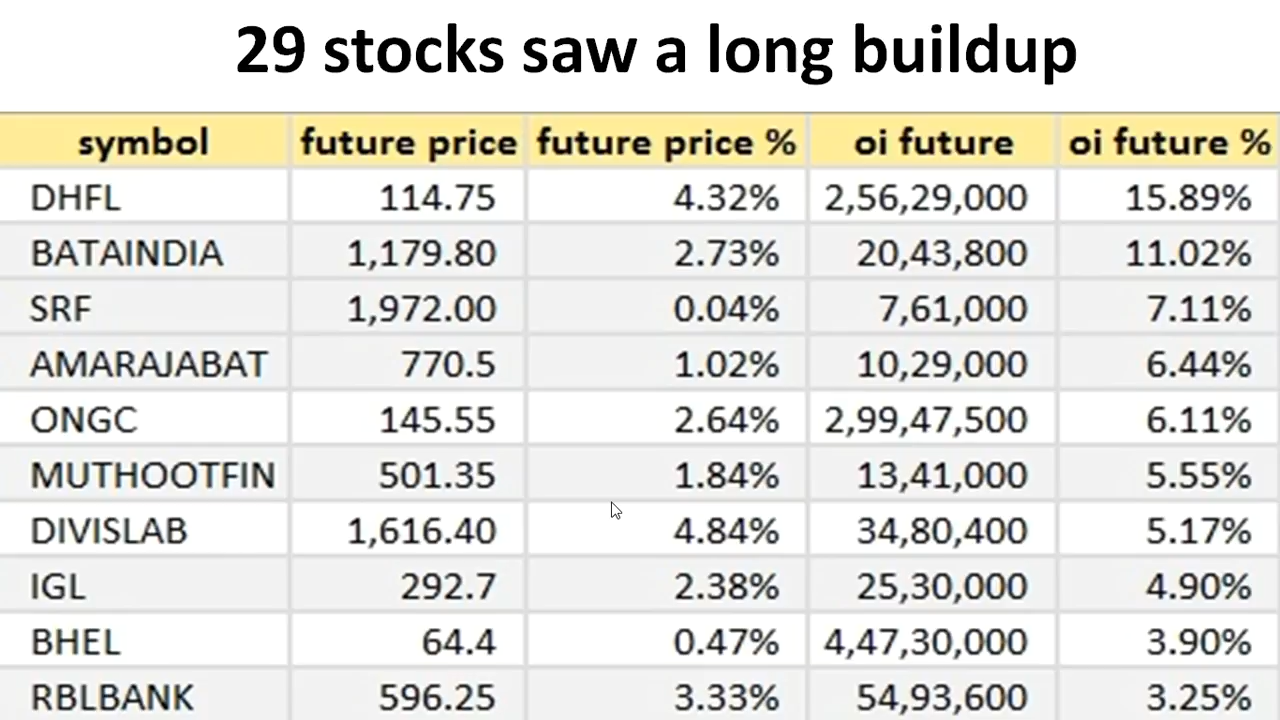 29 stocks saw a long buildup
symbol future price future price % oi future oi future %
DHFL 114.75 4.32% 2,56,29,000 15.89%
BATAINDIA 1,179.80 2.73% 20,43,800 11.02%
SRF 1,972.00 0.04% 7,61,000 7.11%
AMARAJABAT 770.5 1.02% 10,29,000 6.44%
ONGC 145.55 2.64% 2,99,47,500 6.11%
MUTHOOTFIN 501.35 1.84% 13,41,000 5.55%
DIVISLAB 1,616.40 4.84% 34,80,400 5.17%
IGL 292.7 2.38% 25,30,000 4.90%
BHEL 64.4 0.47% 4,47,30,000 3.90%
RBLBANK 596.25 3.33% 54,93,600 3.25%